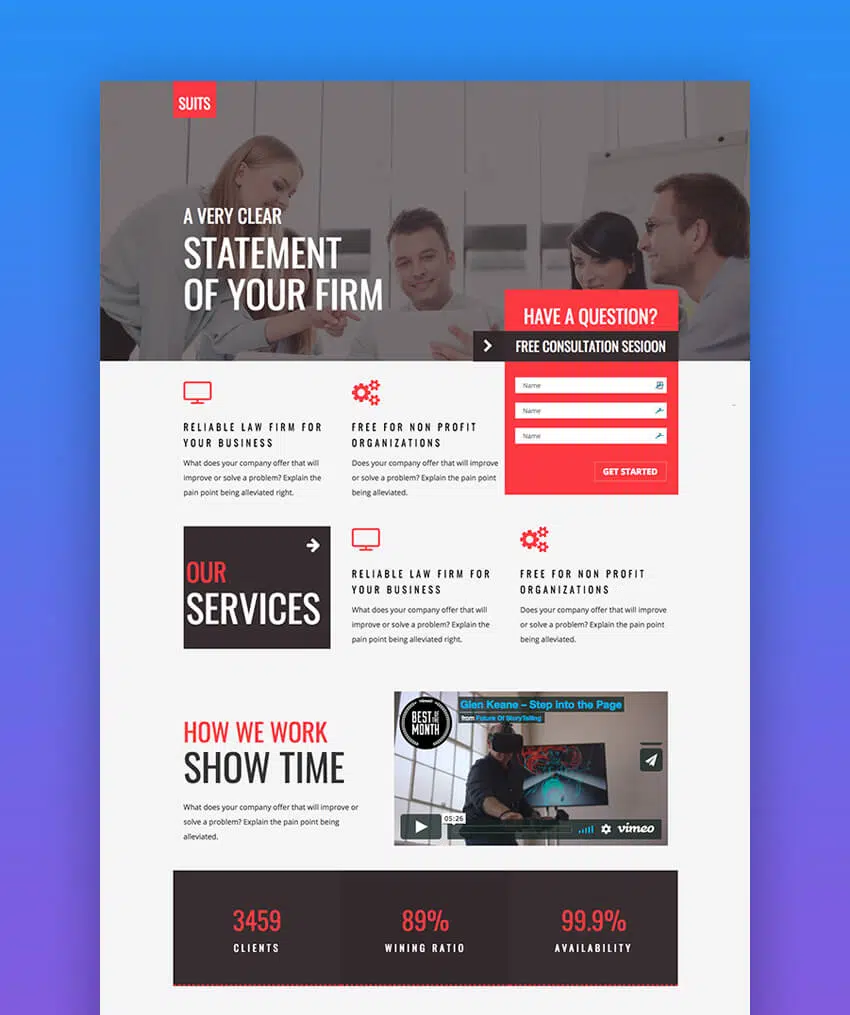 SUITS
A VERY CLEAR
STATEMENT
OF YOUR FIRM
HAVE A QUESTION?
FREE CONSULTATION SESIOON
Name
Name
Name
GET STARTED
RELIABLE LAW FIRM FOR
YOUR BUSINESS
What does your company offer that will
improve or solve a problem? Explain the
pain point being alleviated right.
FREE FOR NON PROFIT
ORGANIZATIONS
Does your company offer that will improve
or solve a problem? Explain the pain point
being alleviated.
OUR
SERVICES
RELIABLE LAW FIRM FOR
YOUR BUSINESS
What does your company offer that will
improve or solve a problem? Explain the
pain point being alleviated right.
FREE FOR NON PROFIT
ORGANIZATIONS
Does your company offer that will improve
or solve a problem? Explain the pain point
being alleviated.
HOW WE WORK
SHOW TIME
What does your company offer that will improve or
solve a problem? Explain the pain point being
alleviated.
vimeo
BEST OF THE
MONTH
Glen Keane – Step into the Page
from Future Of StoryTelling
05:26
vimeo
3459
CLIENTS
89%
WINING RATIO
99.9%
AVAILABILITY